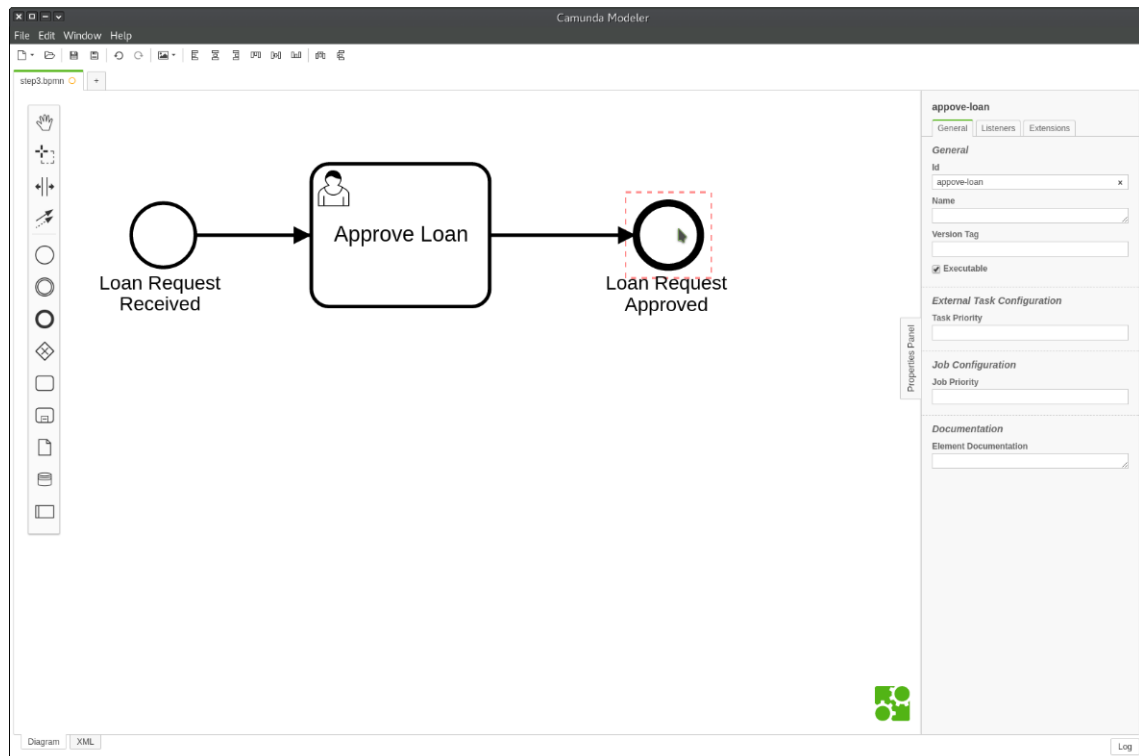 Camunda Modeler
File Edit Window Help
step3.bpmn
+
Loan Request
Received
Approve Loan
Loan Request
Approved
Properties Panel
appove-loan
General Listeners Extensions
General
Id
appove-loan x
Name
Version Tag
Executable
External Task Configuration
Task Priority
Job Configuration
Job Priority
Documentation
Element Documentation
Diagram XML
Log